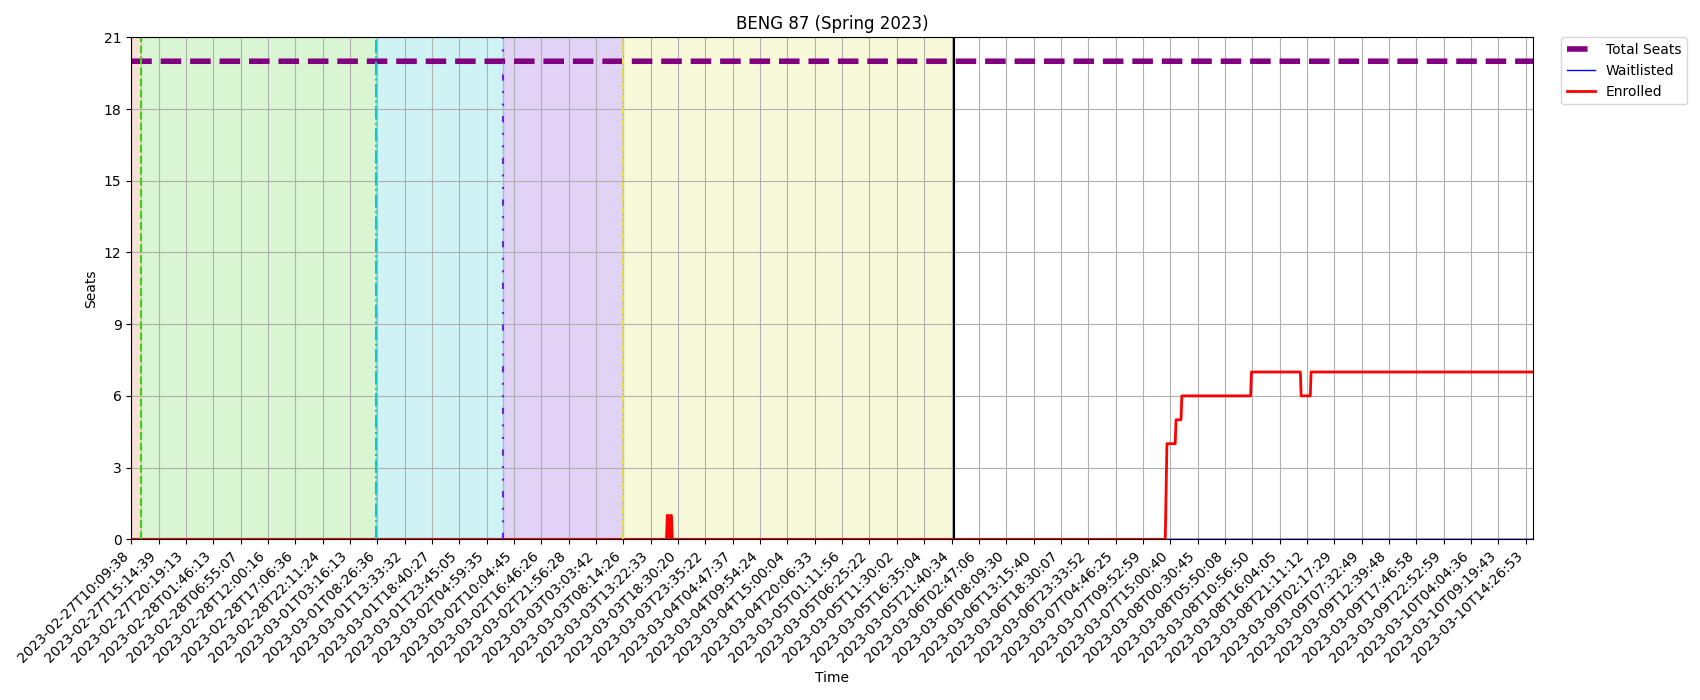 BENG 87 (Spring 2023)
Total Seats
Waitlisted
Enrolled
21
18
15
12
9
6
3
0
Seats
2023-02-27T10:09:38
2023-02-27T15:14:39
2023-02-27T20:19:13
2023-02-28T01:46:13
2023-02-28T06:55:07
2023-02-28T12:00:16
2023-02-28T17:06:36
2023-02-28T22:11:24
2023-03-01T03:16:13
2023-03-01T08:26:36
2023-03-01T13:33:32
2023-03-01T18:40:27
2023-03-01T23:45:05
2023-03-02T04:59:35
2023-03-02T10:04:45
2023-03-02T16:46:26
2023-03-02T21:56:28
2023-03-03T03:03:42
2023-03-03T08:14:26
2023-03-03T13:22:33
2023-03-03T18:30:20
2023-03-03T23:35:22
2023-03-04T04:47:37
2023-03-04T09:54:24
2023-03-04T15:00:04
2023-03-04T20:06:33
2023-03-05T01:11:56
2023-03-05T06:25:22
2023-03-05T11:30:02
2023-03-05T16:35:04
2023-03-05T21:40:34
2023-03-06T02:47:06
2023-03-06T08:09:30
2023-03-06T13:15:40
2023-03-06T18:30:07
2023-03-06T23:33:52
2023-03-07T04:46:25
2023-03-07T09:52:59
2023-03-07T15:00:40
2023-03-08T00:30:45
2023-03-08T05:50:08
2023-03-08T10:56:50
2023-03-08T16:04:05
2023-03-08T21:11:12
2023-03-09T02:17:29
2023-03-09T07:32:49
2023-03-09T12:39:48
2023-03-09T17:46:58
2023-03-09T22:52:59
2023-03-10T04:04:36
2023-03-10T09:19:43
2023-03-10T14:26:53
Time